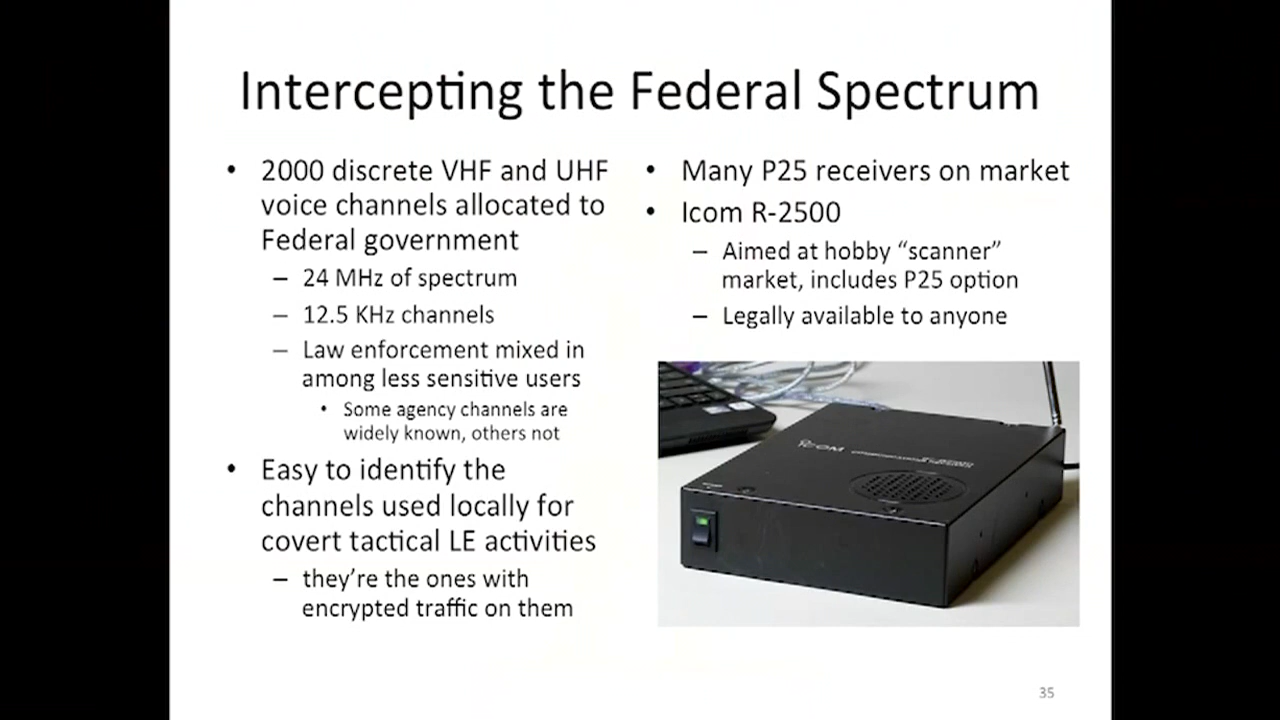 Intercepting the Federal Spectrum
• 2000 discrete VHF and UHF
voice channels allocated to
Federal government
– 24 MHz of spectrum
– 12.5 KHz channels
– Law enforcement mixed in
among less sensitive users
• Some agency channels are
widely known, others not
• Easy to identify the
channels used locally for
covert tactical LE activities
– they’re the ones with
encrypted traffic on them
• Many P25 receivers on market
• Icom R-2500
– Aimed at hobby “scanner”
market, includes P25 option
– Legally available to anyone
ICOM
35